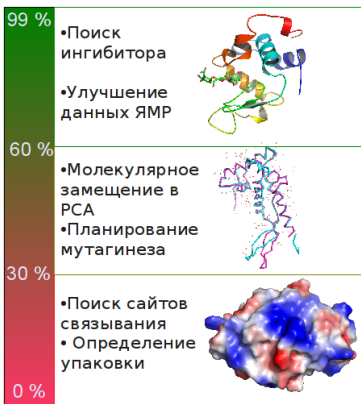 99 %
•Поиск
ингибитора
•Улучшение
данных ЯМР
60 %
•Молекулярное
замещение в
РСА
•Планирование
мутагинеза
30 %
•Поиск сайтов
связывания
• Определение
упаковки
0 %